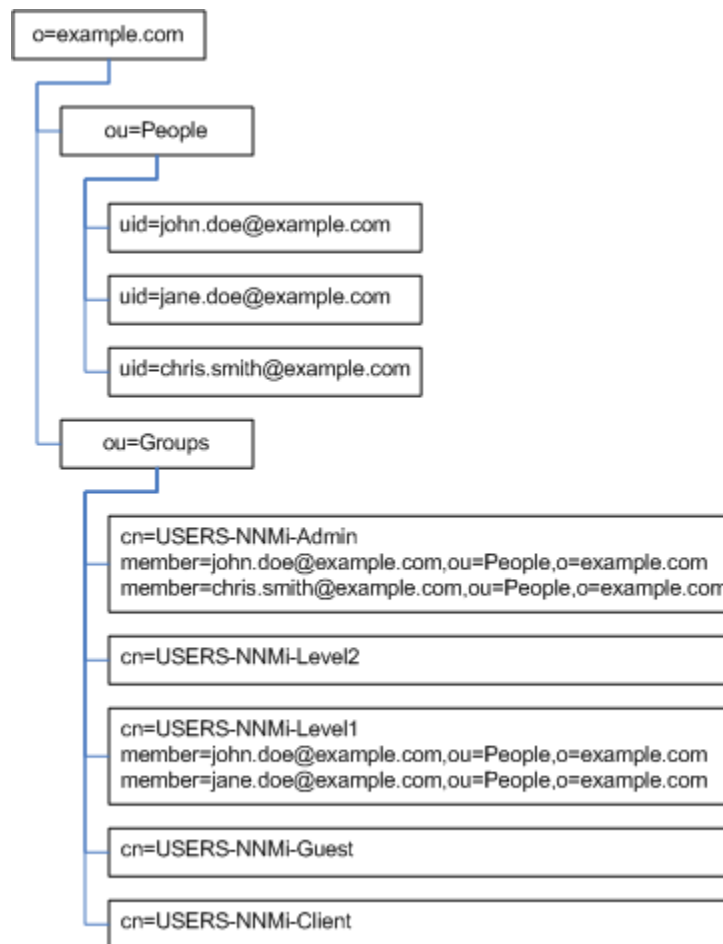 o=example.com
ou=People
uid=john.doe@example.com
uid=jane.doe@example.com
uid=chris.smith@example.com
ou=Groups
cn=USERS-NNMi-Admin
member=john.doe@example.com,ou=People,o=example.com
member=chris.smith@example.com,ou=People,o=example.com
cn=USERS-NNMi-Level2
cn=USERS-NNMi-Level1
member=john.doe@example.com,ou=People,o=example.com
member=jane.doe@example.com,ou=People,o=example.com
cn=USERS-NNMi-Guest
cn=USERS-NNMi-Client